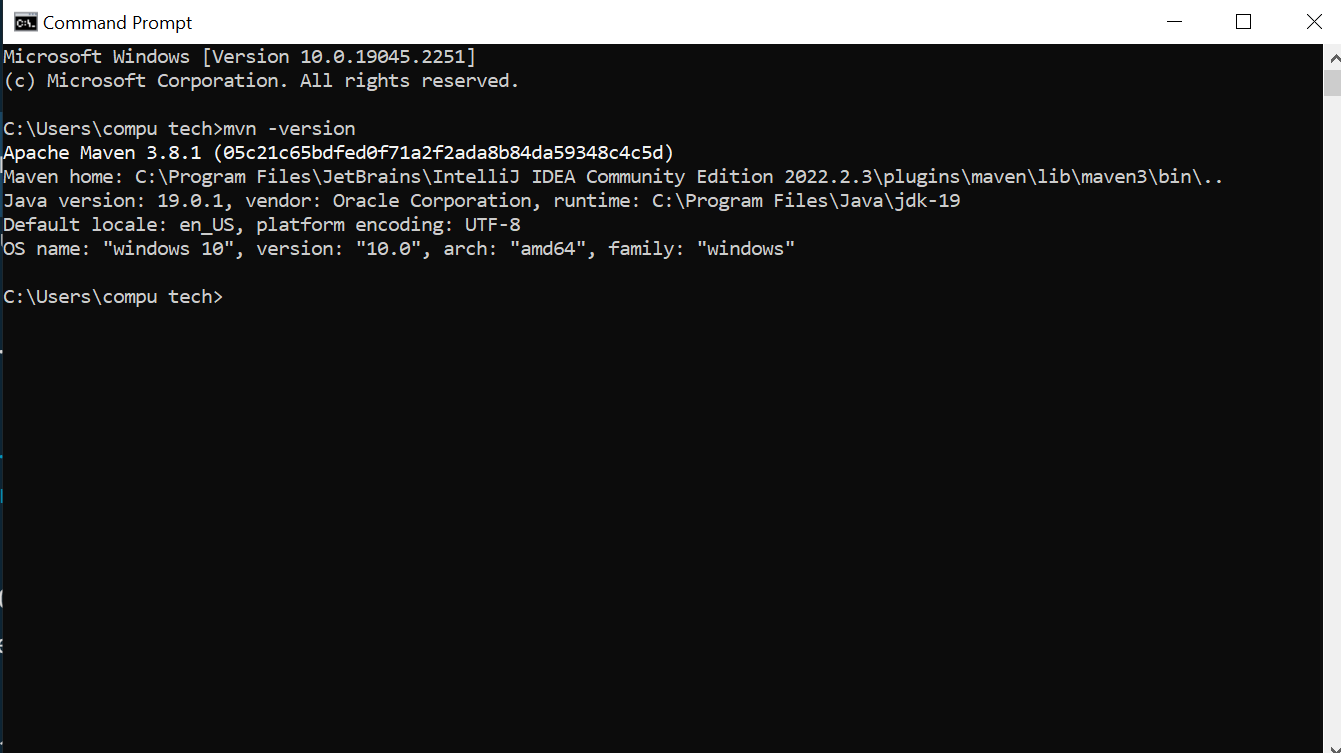 Command Prompt
Microsoft Windows [Version 10.0.19045.2251]
(c) Microsoft Corporation. All rights reserved.
C:\Users\compu tech>mvn -version
Apache Maven 3.8.1 (05c21c65bdfed0f71a2f2ada8b84da59348c4c5d)
Maven home: C:\Program Files\JetBrains\IntelliJ IDEA Community Edition 2022.2.3\plugins\maven\lib\maven3\bin\..
Java version: 19.0.1, vendor: Oracle Corporation, runtime: C:\Program Files\Java\jdk-19
Default locale: en_US, platform encoding: UTF-8
OS name: "windows 10", version: "10.0", arch: "amd64", family: "windows"
C:\Users\compu tech>